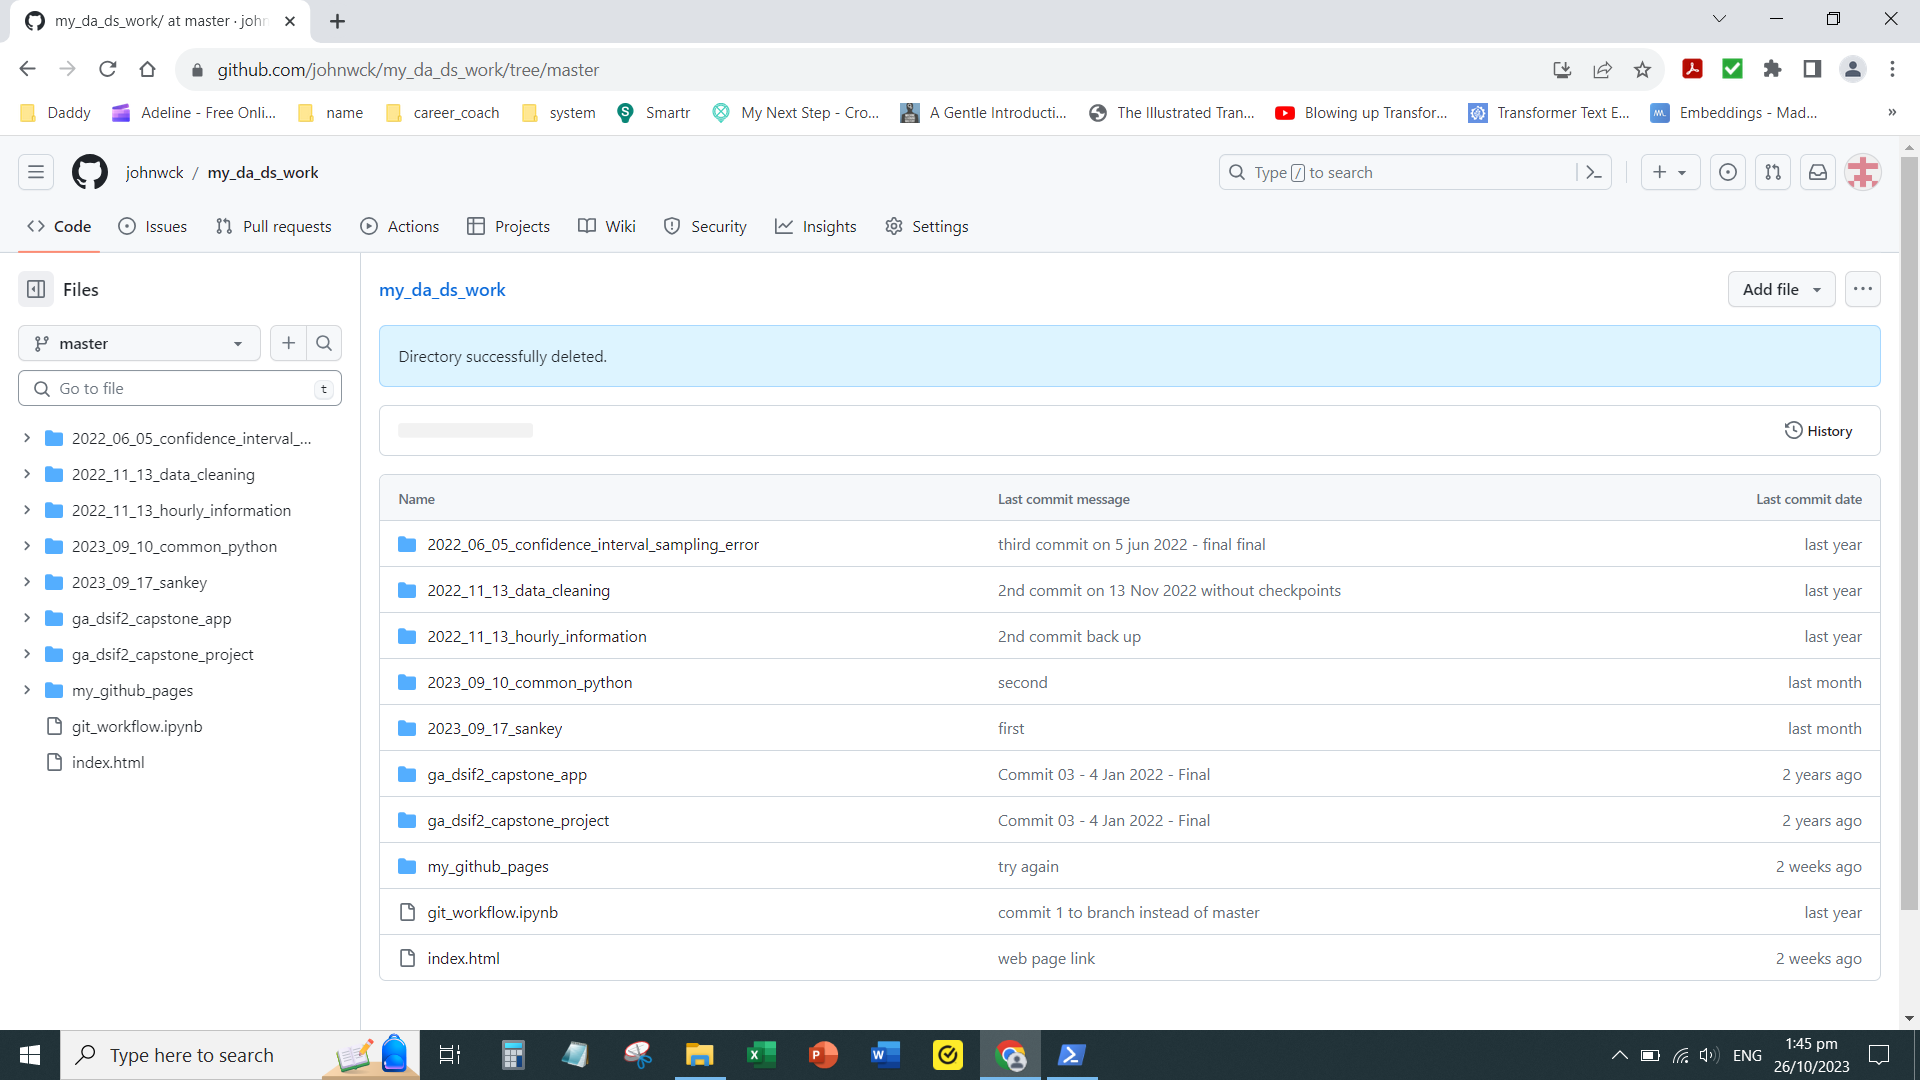 my_da_ds_work/ at master · john
github.com/johnwck/my_da_ds_work/tree/master
Daddy
Adeline - Free Onli...
name
career_coach
system
Smartr
My Next Step - Cro...
A Gentle Introducti...
The Illustrated Tran...
Blowing up Transfor...
Transformer Text E...
Embeddings - Mad...
»
johnwck / my_da_ds_work
Type / to search
Code
Issues
Pull requests
Actions
Projects
Wiki
Security
Insights
Settings
Files
master
Go to file
t
2022_06_05_confidence_interval_...
2022_11_13_data_cleaning
2022_11_13_hourly_information
2023_09_10_common_python
2023_09_17_sankey
ga_dsif2_capstone_app
ga_dsif2_capstone_project
my_github_pages
git_workflow.ipynb
index.html
my_da_ds_work
Add file
Directory successfully deleted.
History
Name Last commit message Last commit date
2022_06_05_confidence_interval_sampling_error third commit on 5 jun 2022 - final final last year
2022_11_13_data_cleaning 2nd commit on 13 Nov 2022 without checkpoints last year
2022_11_13_hourly_information 2nd commit back up last year
2023_09_10_common_python second last month
2023_09_17_sankey first last month
ga_dsif2_capstone_app Commit 03 - 4 Jan 2022 - Final 2 years ago
ga_dsif2_capstone_project Commit 03 - 4 Jan 2022 - Final 2 years ago
my_github_pages try again 2 weeks ago
git_workflow.ipynb commit 1 to branch instead of master last year
index.html web page link 2 weeks ago
Type here to search
ENG
1:45 pm
26/10/2023